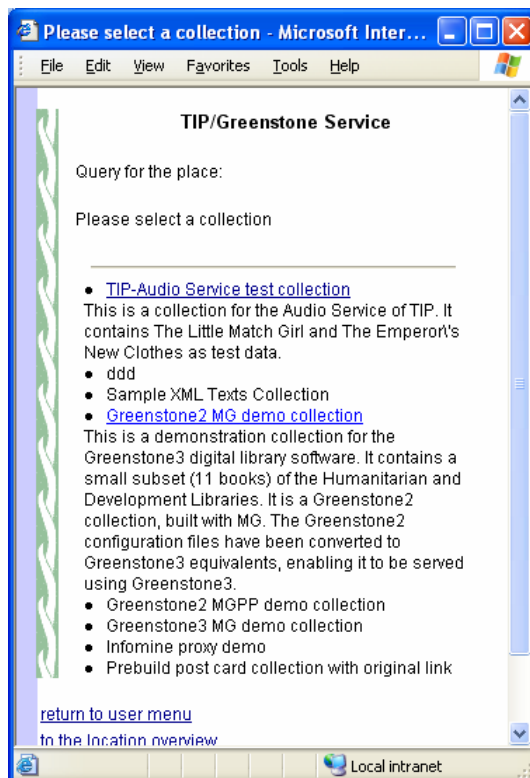 Please select a collection - Microsoft Inter...
File Edit View Favorites Tools Help
TIP/Greenstone Service
Query for the place:
Please select a collection
● TIP-Audio Service test collection
This is a collection for the Audio Service of TIP. It
contains The Little Match Girl and The Emperor\'s
New Clothes as test data.
● ddd
● Sample XML Texts Collection
● Greenstone2 MG demo collection
This is a demonstration collection for the
Greenstone3 digital library software. It contains a
small subset (11 books) of the Humanitarian and
Development Libraries. It is a Greenstone2
collection, built with MG. The Greenstone2
configuration files have been converted to
Greenstone3 equivalents, enabling it to be served
using Greenstone3.
● Greenstone2 MGPP demo collection
● Greenstone3 MG demo collection
● Infomine proxy demo
● Prebuild post card collection with original link
return to user menu
to the location overview
Local intranet